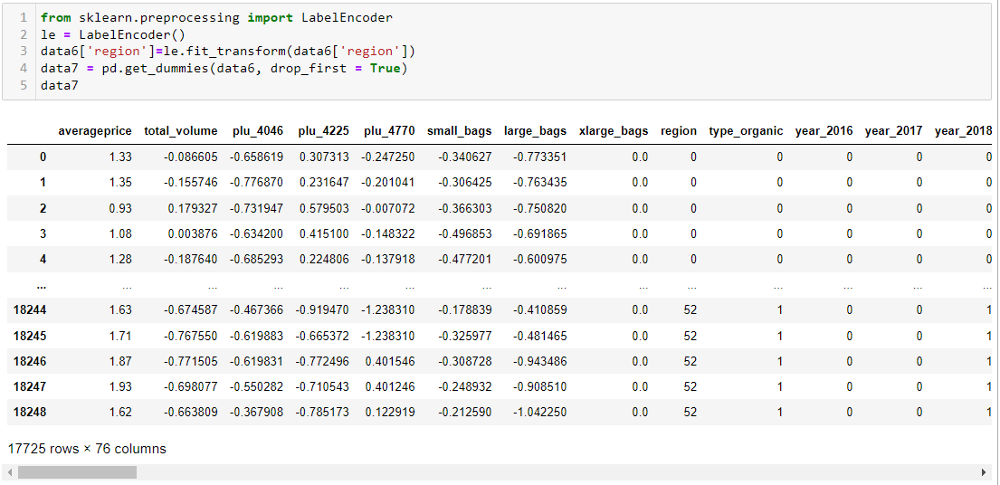 1 from sklearn.preprocessing import LabelEncoder
2 le = LabelEncoder()
3 data6['region']=le.fit_transform(data6['region'])
4 data7 = pd.get_dummies(data6, drop_first = True)
5 data7
averageprice total_volume plu_4046 plu_4225 plu_4770 small_bags large_bags xlarge_bags region type_organic year_2016 year_2017 year_2018
0 1.33 -0.086605 -0.658619 0.307313 -0.247250 -0.340627 -0.773351 0.0 0 0 0 0 0
1 1.35 -0.155746 -0.776870 0.231647 -0.201041 -0.306425 -0.763435 0.0 0 0 0 0 0
2 0.93 0.179327 -0.731947 0.579503 -0.007072 -0.366303 -0.750820 0.0 0 0 0 0 0
3 1.08 0.003876 -0.634200 0.415100 -0.148322 -0.496853 -0.691865 0.0 0 0 0 0 0
4 1.28 -0.187640 -0.685293 0.224806 -0.137918 -0.477201 -0.600975 0.0 0 0 0 0 0
... ... ... ... ... ... ... ... ... ... ... ... ... ...
18244 1.63 -0.674587 -0.467366 -0.919470 -1.238310 -0.178839 -0.410859 0.0 52 1 0 0 1
18245 1.71 -0.767550 -0.619883 -0.665372 -1.238310 -0.325977 -0.481465 0.0 52 1 0 0 1
18246 1.87 -0.771505 -0.619831 -0.772496 0.401546 -0.308728 -0.943486 0.0 52 1 0 0 1
18247 1.93 -0.698077 -0.550282 -0.710543 0.401246 -0.248932 -0.908510 0.0 52 1 0 0 1
18248 1.62 -0.663809 -0.367908 -0.785173 0.122919 -0.212590 -1.042250 0.0 52 1 0 0 1
17725 rows × 76 columns